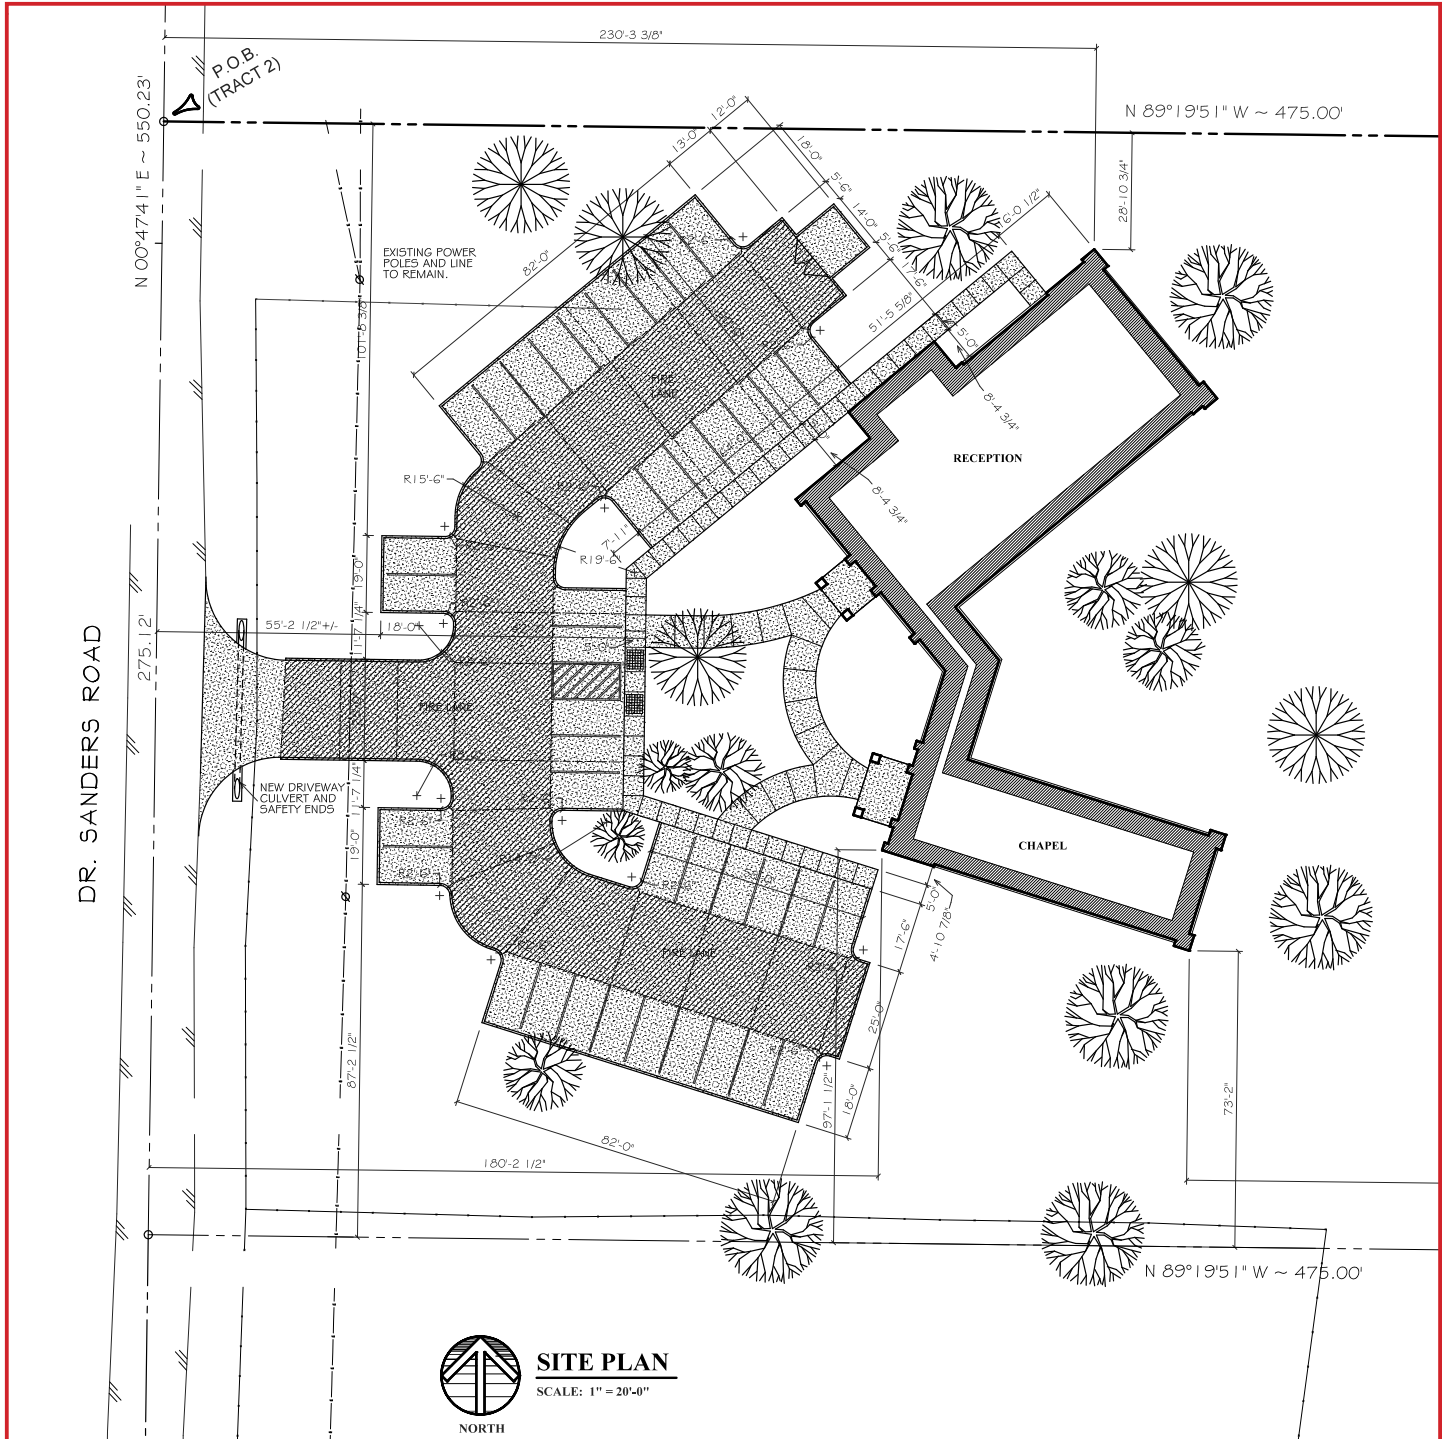 230'-3 3/8"
P.O.B.
(TRACT 2)
N 00°47'41" E ~ 550.23'
N 89°19'51" W ~ 475.00'
12'-0"
13'-0"
18'-0"
5'-6"
14'-0"
5'-6"
17'-6"
28'-10 3/4"
82'-0"
EXISTING POWER
POLES AND LINE
TO REMAIN.
101'-8 3/8"
51'-5 5/8"
5'-0"
8'-4 3/4"
FIRE
LANE
RECEPTION
R15'-6"
8'-4 3/4"
7'-11"
R19'-6"
19'-0"
11'-7 1/4"
55'-2 1/2"+/-
18'-0"
5'-0"
275.12'
DR. SANDERS ROAD
FIRE LANE
NEW DRIVEWAY
CULVERT AND
SAFETY ENDS
11'-7 1/4"
19'-0"
CHAPEL
5'-0"
4'-10 7/8"
17'-6"
FIRE LANE
25'-0"
87'-2 1/2"
97'-1 1/2"
18'-0"
73'-2"
82'-0"
180'-2 1/2"
N 89°19'51" W ~ 475.00'
SITE PLAN
SCALE: 1" = 20'-0"
NORTH